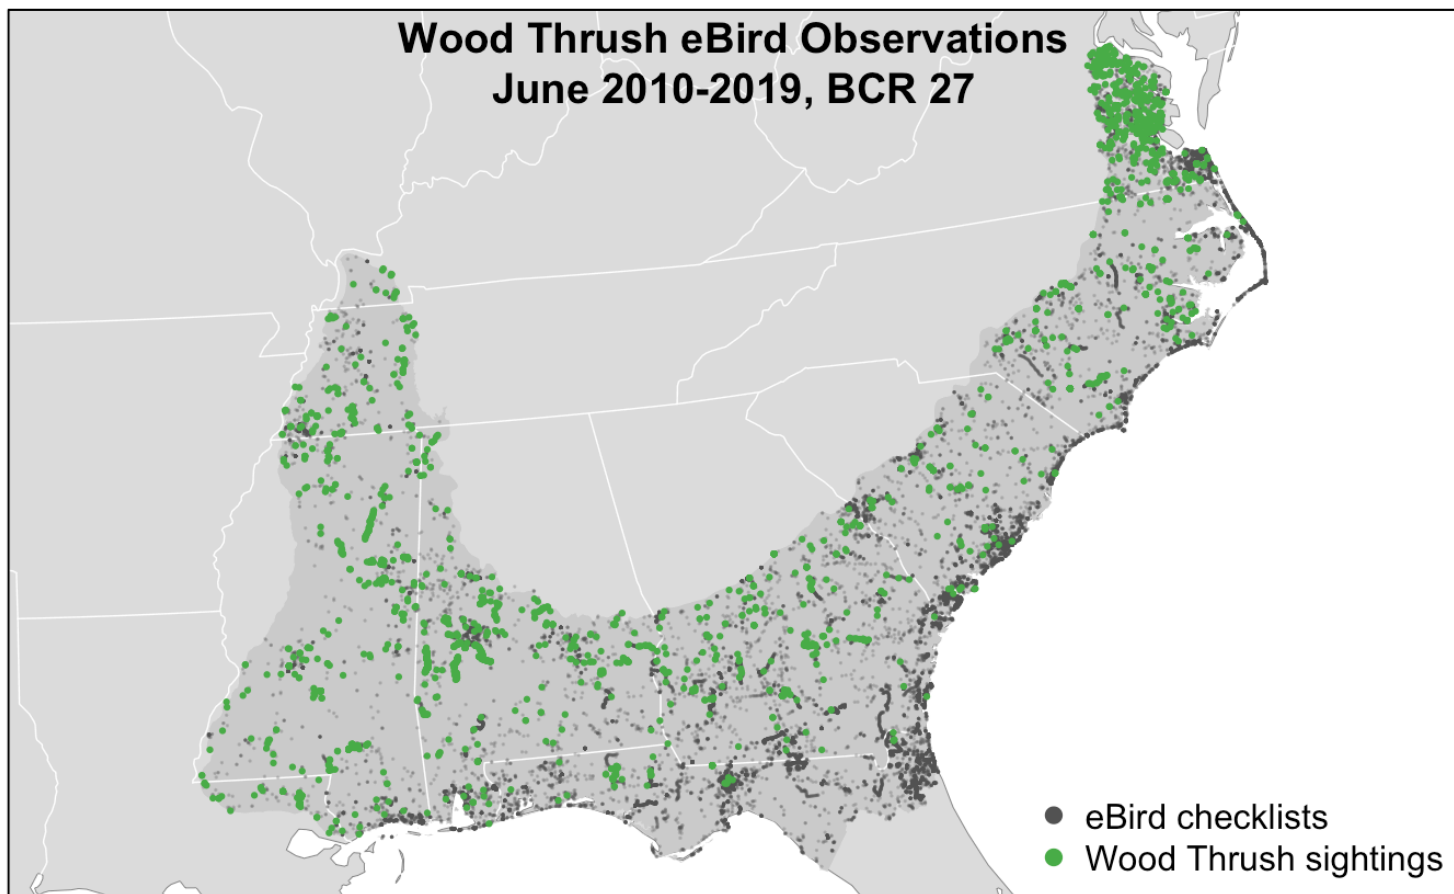 Wood Thrush eBird Observations
June 2010-2019, BCR 27
eBird checklists
Wood Thrush sightings